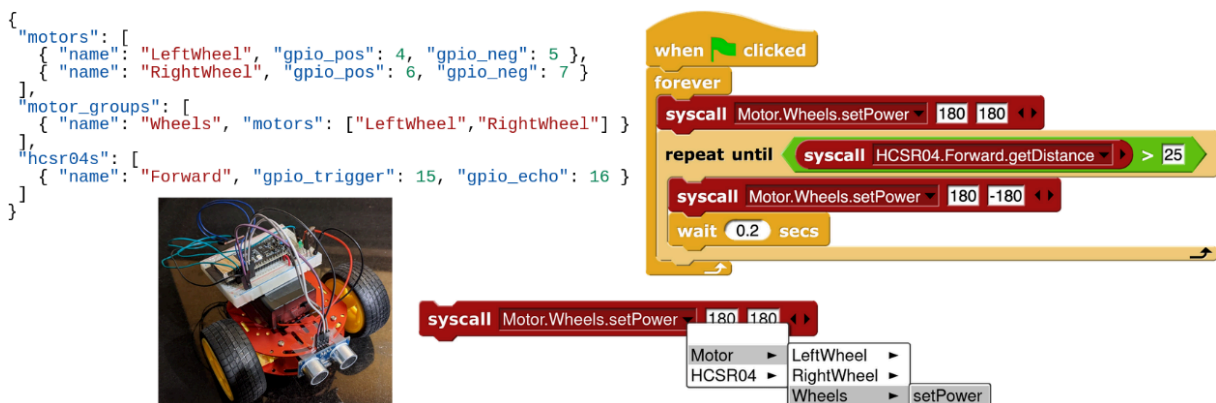 {
"motors": [
{ "name": "LeftWheel", "gpio_pos": 4, "gpio_neg": 5 },
{ "name": "RightWheel", "gpio_pos": 6, "gpio_neg": 7 }
],
"motor_groups": [
{ "name": "Wheels", "motors": ["LeftWheel","RightWheel"] }
],
"hcsr04s": [
{ "name": "Forward", "gpio_trigger": 15, "gpio_echo": 16 }
]
}
when clicked
forever
syscall Motor.Wheels.setPower 180 180
repeat until syscall HCSR04.Forward.getDistance > 25
syscall Motor.Wheels.setPower 180 -180
wait 0.2 secs
syscall Motor.Wheels.setPower 180 180
Motor LeftWheel
HCSR04 RightWheel
Wheels setPower